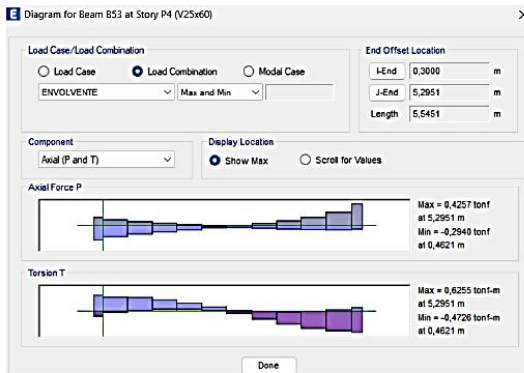 E Diagram for Beam B53 at Story P4 (V25x60)
Load Case/Load Combination
Load Case Load Combination Modal Case
ENVOLVENTE Max and Min
End Offset Location
I-End 0,3000 m
J-End 5,2951 m
Length 5,5451 m
Component
Axial (P and T)
Display Location
Show Max Scroll for Values
Axial Force P
Max = 0,4257 tonf
at 5,2951 m
Min = -0,2940 tonf
at 0,4621 m
Torsion T
Max = 0,6255 tonf-m
at 5,2951 m
Min = -0,4726 tonf-m
at 0,4621 m
Done